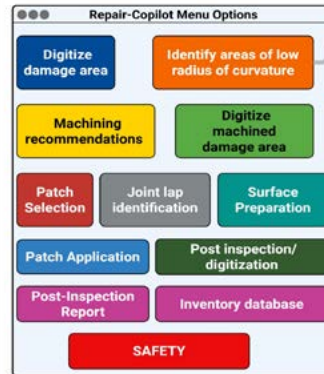 Repair-Copilot Menu Options
Digitize
damage area
Identify areas of low
radius of curvature
Machining
recommendations
Digitize
machined
damage area
Patch
Selection
Joint lap
identification
Surface
Preparation
Patch Application
Post inspection/
digitization
Post-Inspection
Report
Inventory database
SAFETY